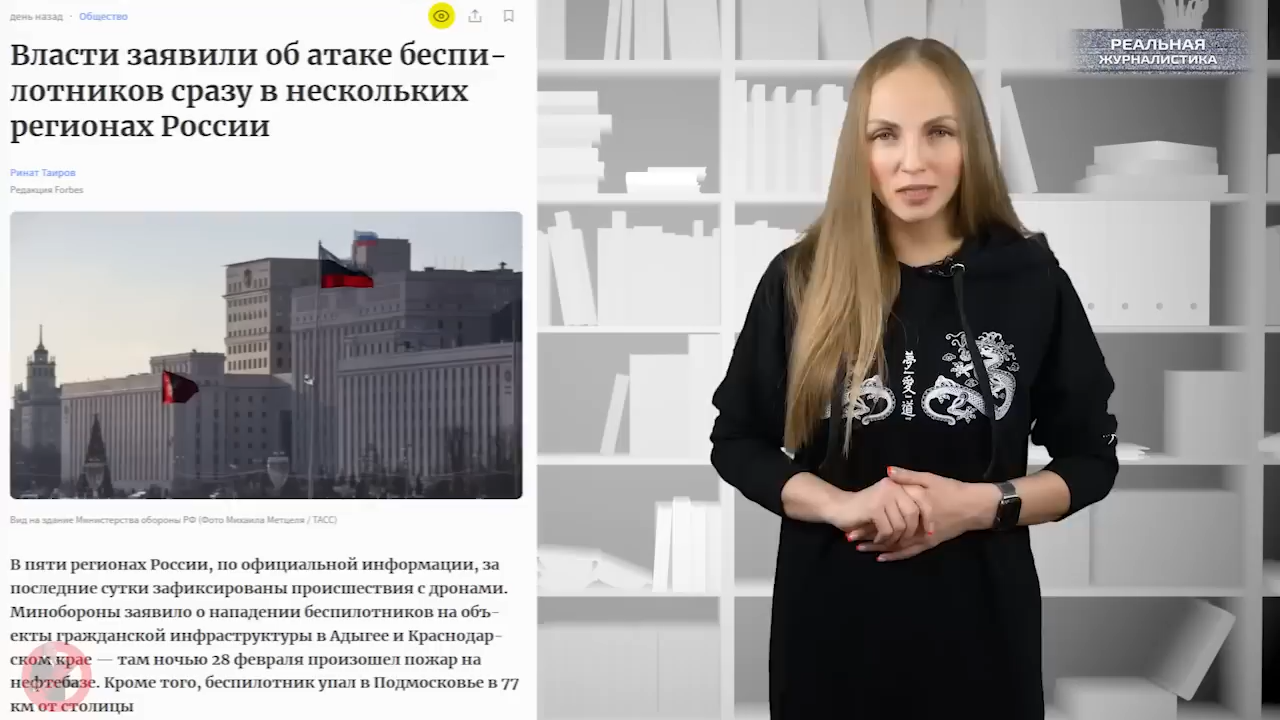 день назад · Общество
Власти заявили об атаке беспи-
лотников сразу в нескольких
регионах России
Ринат Таиров
Редакция Forbes
Вид на здание Министерства обороны РФ (Фото Михаила Метцеля / ТАСС)
В пяти регионах России, по официальной информации, за
последние сутки зафиксированы происшествия с дронами.
Минобороны заявило о нападении беспилотников на объ-
екты гражданской инфраструктуры в Адыгее и Краснодар-
ском крае — там ночью 28 февраля произошел пожар на
нефтебазе. Кроме того, беспилотник упал в Подмосковье в 77
км от столицы
РЕАЛЬНАЯ
ЖУРНАЛИСТИКА
夢
愛
道